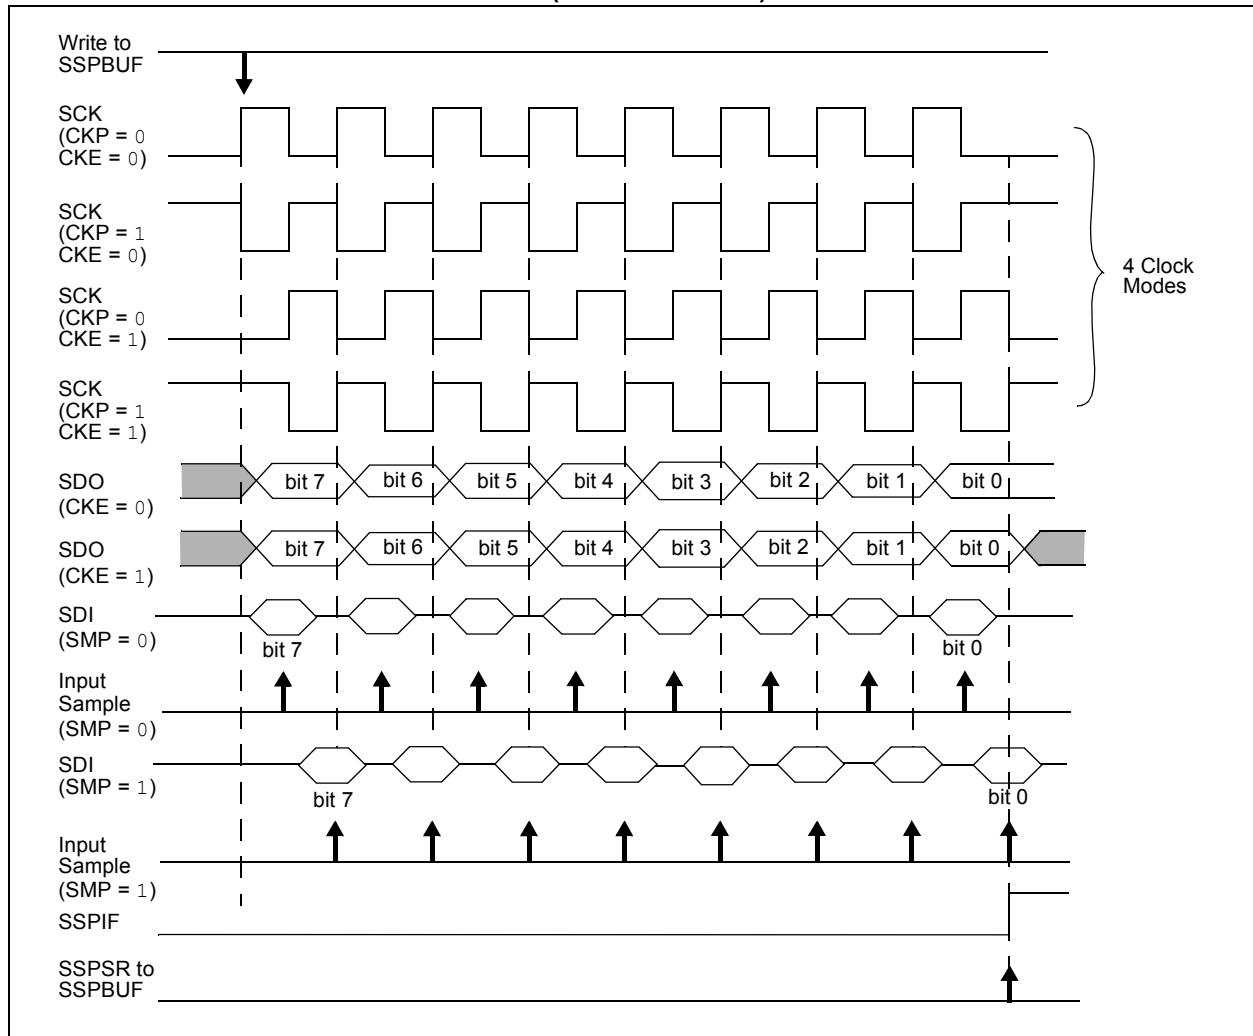 Write to
SSPBUF
SCK
(CKP = 0
CKE = 0)
SCK
(CKP = 1
CKE = 0)
SCK
(CKP = 0
CKE = 1)
SCK
(CKP = 1
CKE = 1)
4 Clock
Modes
SDO
(CKE = 0)
bit 7 bit 6 bit 5 bit 4 bit 3 bit 2 bit 1 bit 0
SDO
(CKE = 1)
bit 7 bit 6 bit 5 bit 4 bit 3 bit 2 bit 1 bit 0
SDI
(SMP = 0)
bit 7 bit 0
Input
Sample
(SMP = 0)
SDI
(SMP = 1)
bit 7 bit 0
Input
Sample
(SMP = 1)
SSPIF
SSPSR to
SSPBUF